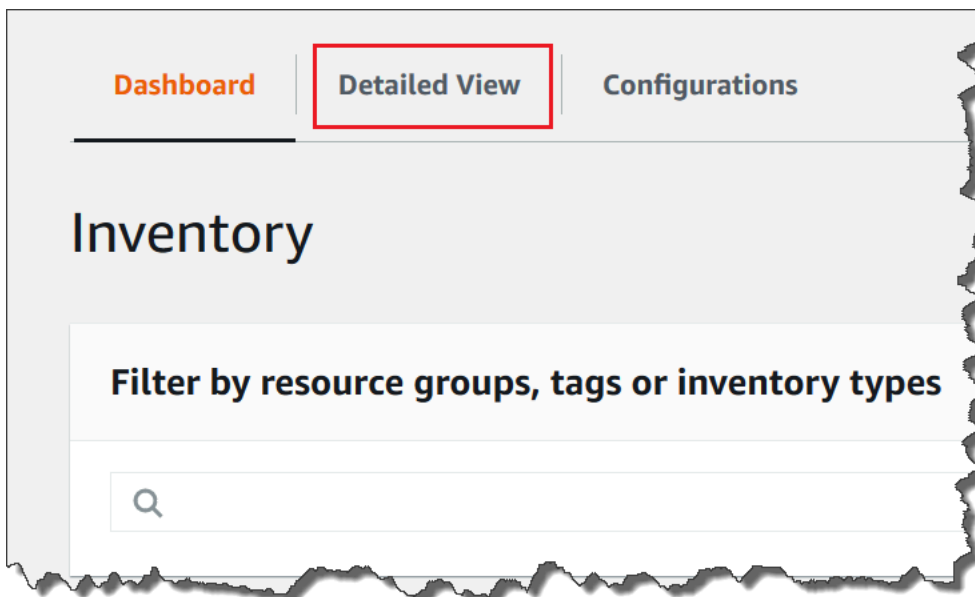 Dashboard
Detailed View
Configurations
Inventory
Filter by resource groups, tags or inventory types